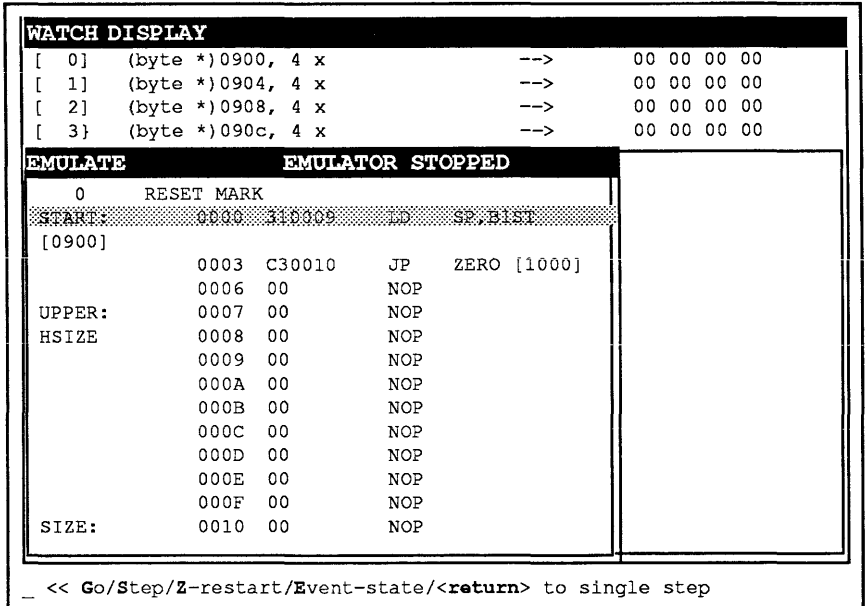 WATCH DISPLAY
[ 0] (byte *)0900, 4 x --> 00 00 00 00
[ 1] (byte *)0904, 4 x --> 00 00 00 00
[ 2] (byte *)0908, 4 x --> 00 00 00 00
[ 3} (byte *)090c, 4 x --> 00 00 00 00
EMULATE EMULATOR STOPPED
0 RESET MARK
START: 0000 310009 LD SP,BIST
[0900]
0003 C30010 JP ZERO [1000]
0006 00 NOP
UPPER: 0007 00 NOP
HSIZE 0008 00 NOP
0009 00 NOP
000A 00 NOP
000B 00 NOP
000C 00 NOP
000D 00 NOP
000E 00 NOP
000F 00 NOP
SIZE: 0010 00 NOP
_ << Go/Step/Z-restart/Event-state/<return> to single step